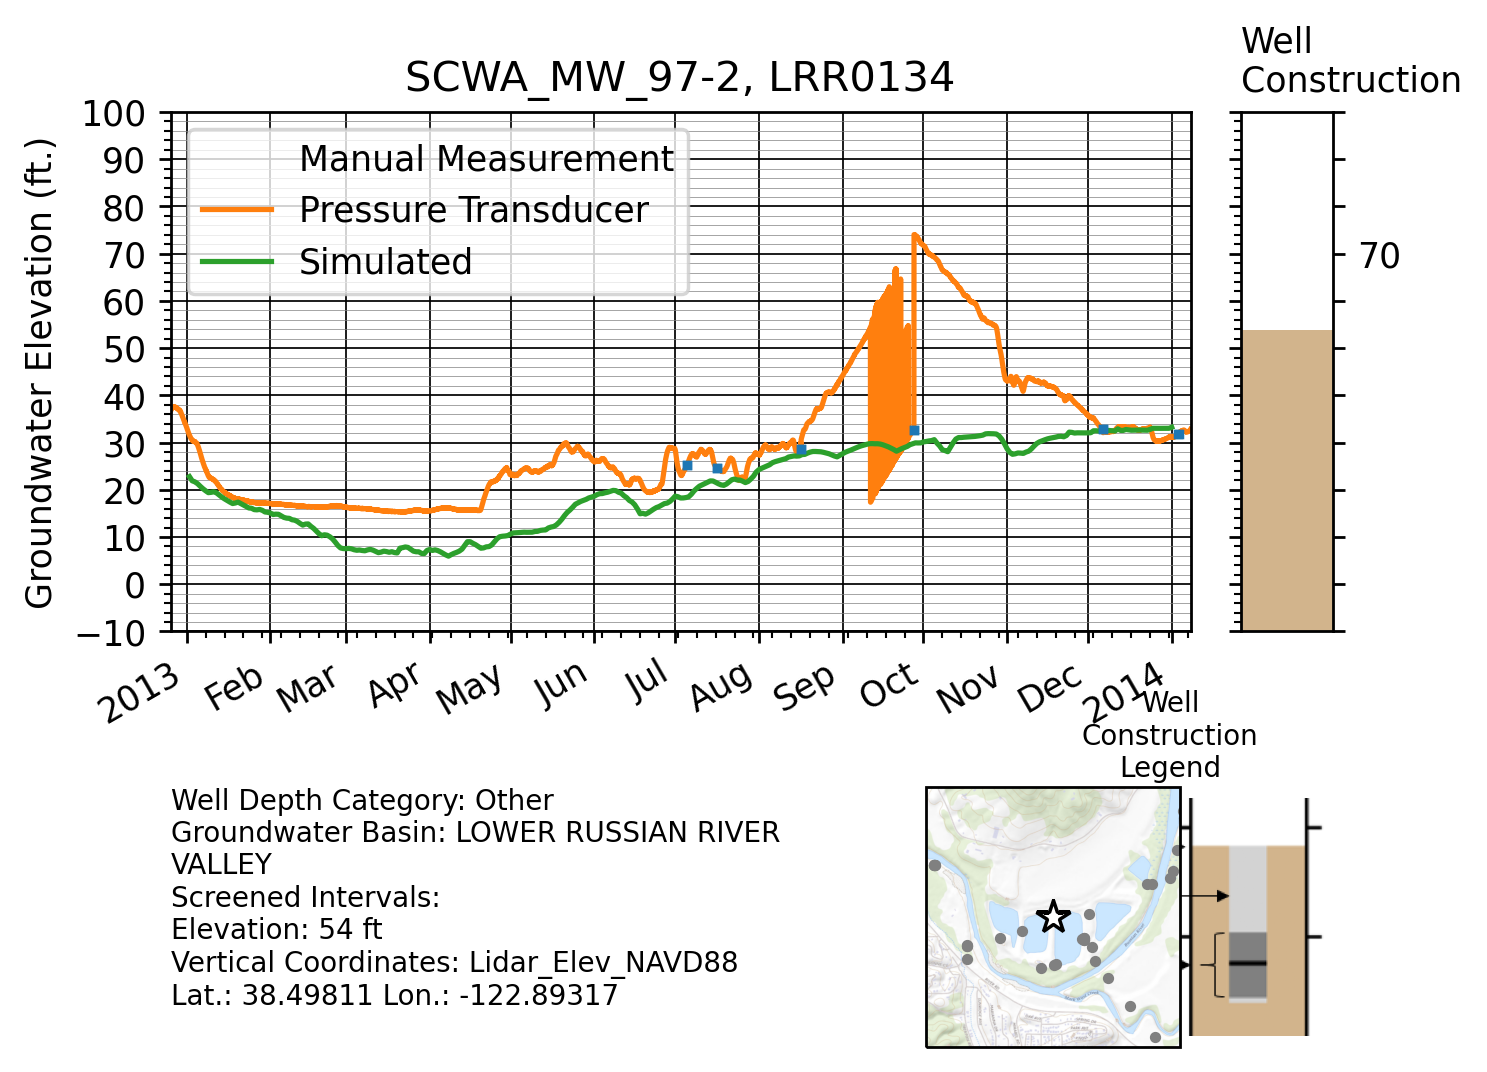 Well
Construction
SCWA_MW_97-2, LRR0134
Groundwater Elevation (ft.)
100
90
80
70
60
50
40
30
20
10
0
−10
Manual Measurement
Pressure Transducer
Simulated
70
2013
Feb
Mar
Apr
May
Jun
Jul
Aug
Sep
Oct
Nov
Dec
2014
Well
Construction
Legend
Well Depth Category: Other
Groundwater Basin: LOWER RUSSIAN RIVER
VALLEY
Screened Intervals:
Elevation: 54 ft
Vertical Coordinates: Lidar_Elev_NAVD88
Lat.: 38.49811 Lon.: -122.89317